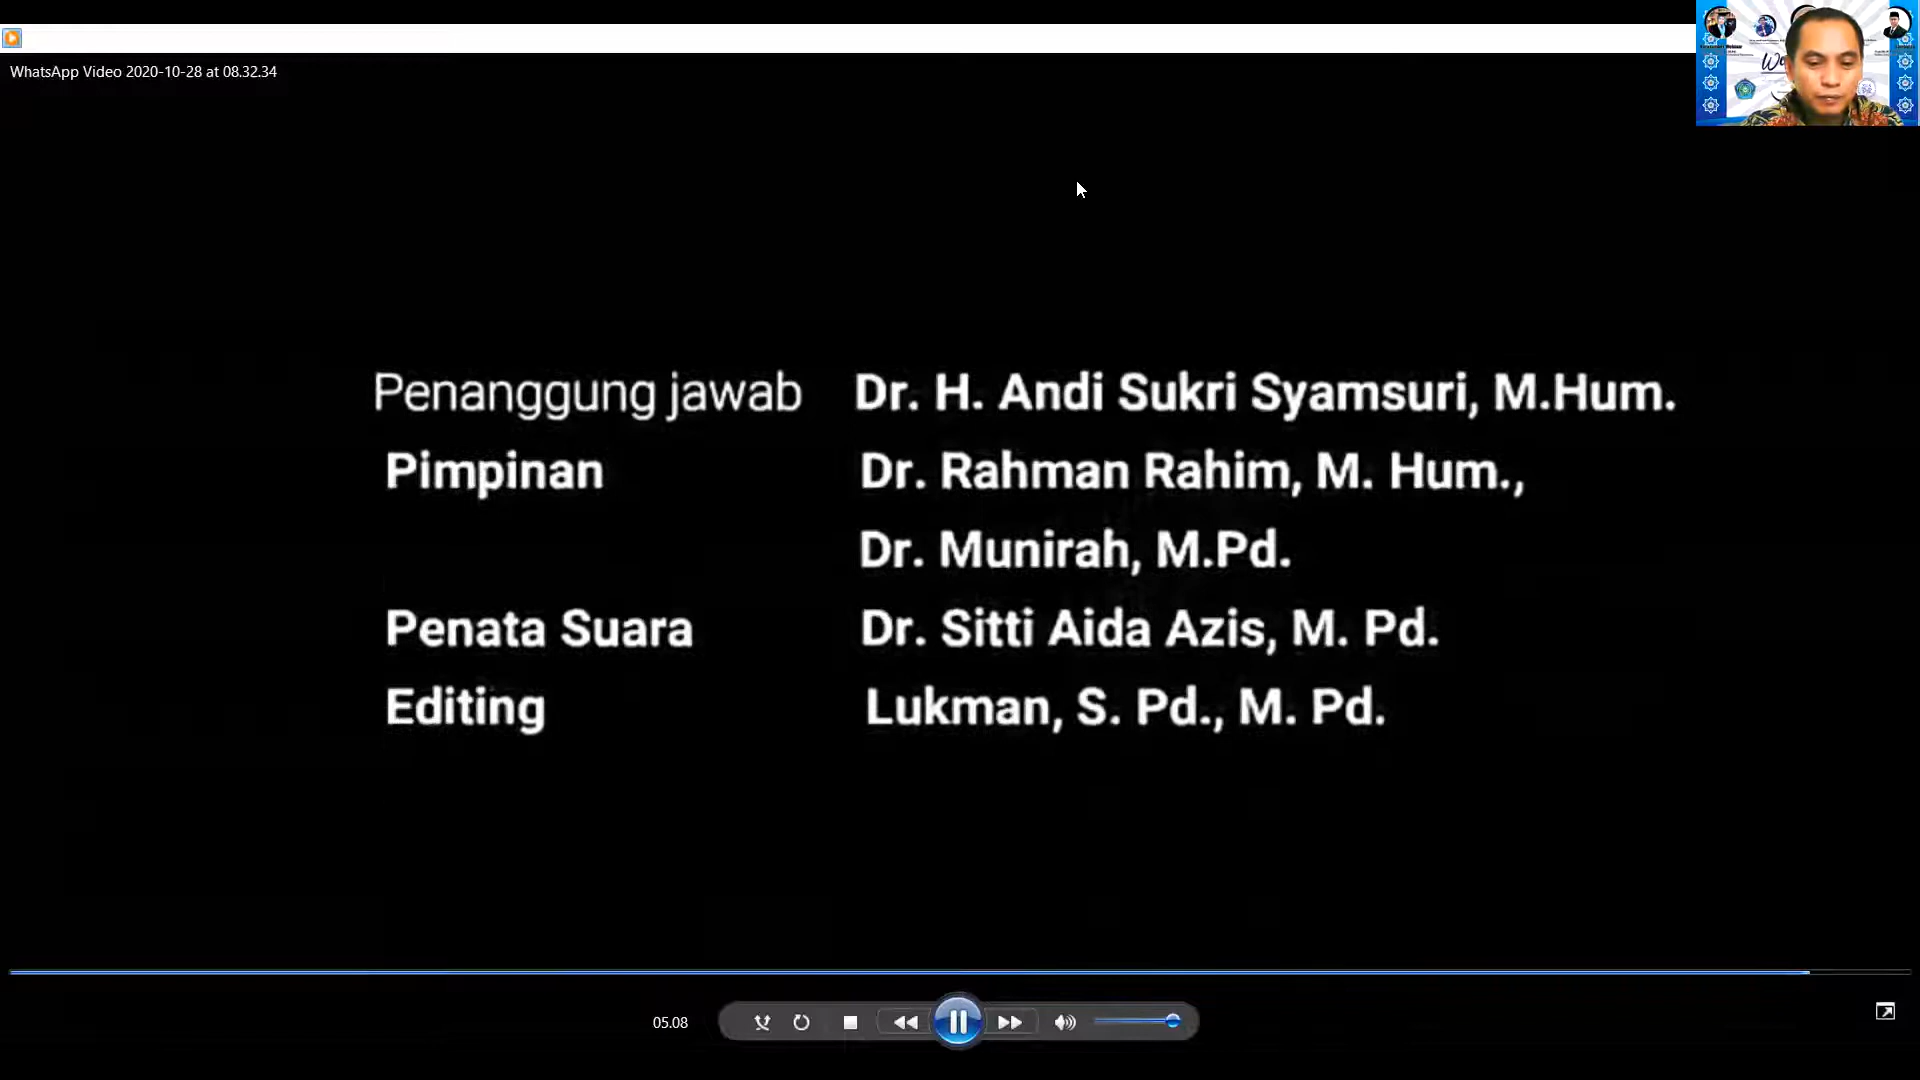 WhatsApp Video 2020-10-28 at 08.32.34
Penanggung jawab Dr. H. Andi Sukri Syamsuri, M.Hum.
Pimpinan Dr. Rahman Rahim, M. Hum.,
Dr. Munirah, M.Pd.
Penata Suara Dr. Sitti Aida Azis, M. Pd.
Editing Lukman, S. Pd., M. Pd.
05.08